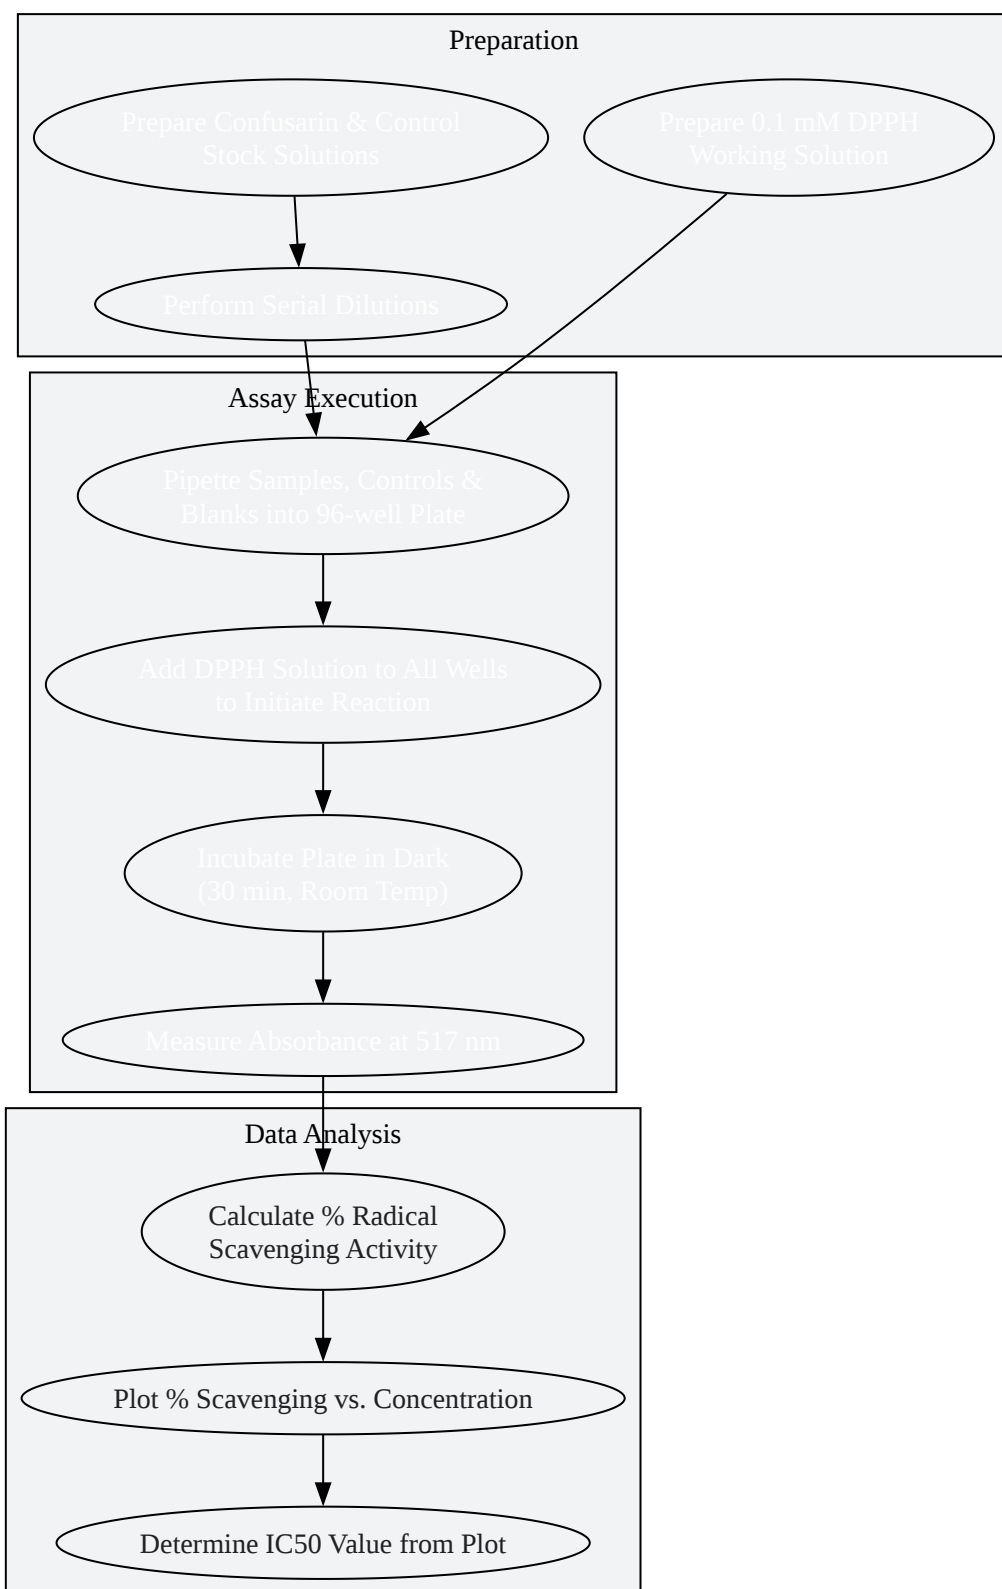 Preparation
Prepare Confusarin & Control
Stock Solutions
Prepare 0.1 mM DPPH
Working Solution
Perform Serial Dilutions
Assay Execution
Pipette Samples, Controls &
Blanks into 96-well Plate
Add DPPH Solution to All Wells
to Initiate Reaction
Incubate Plate in Dark
(30 min, Room Temp)
Measure Absorbance at 517 nm
Data Analysis
Calculate % Radical
Scavenging Activity
Plot % Scavenging vs. Concentration
Determine IC50 Value from Plot